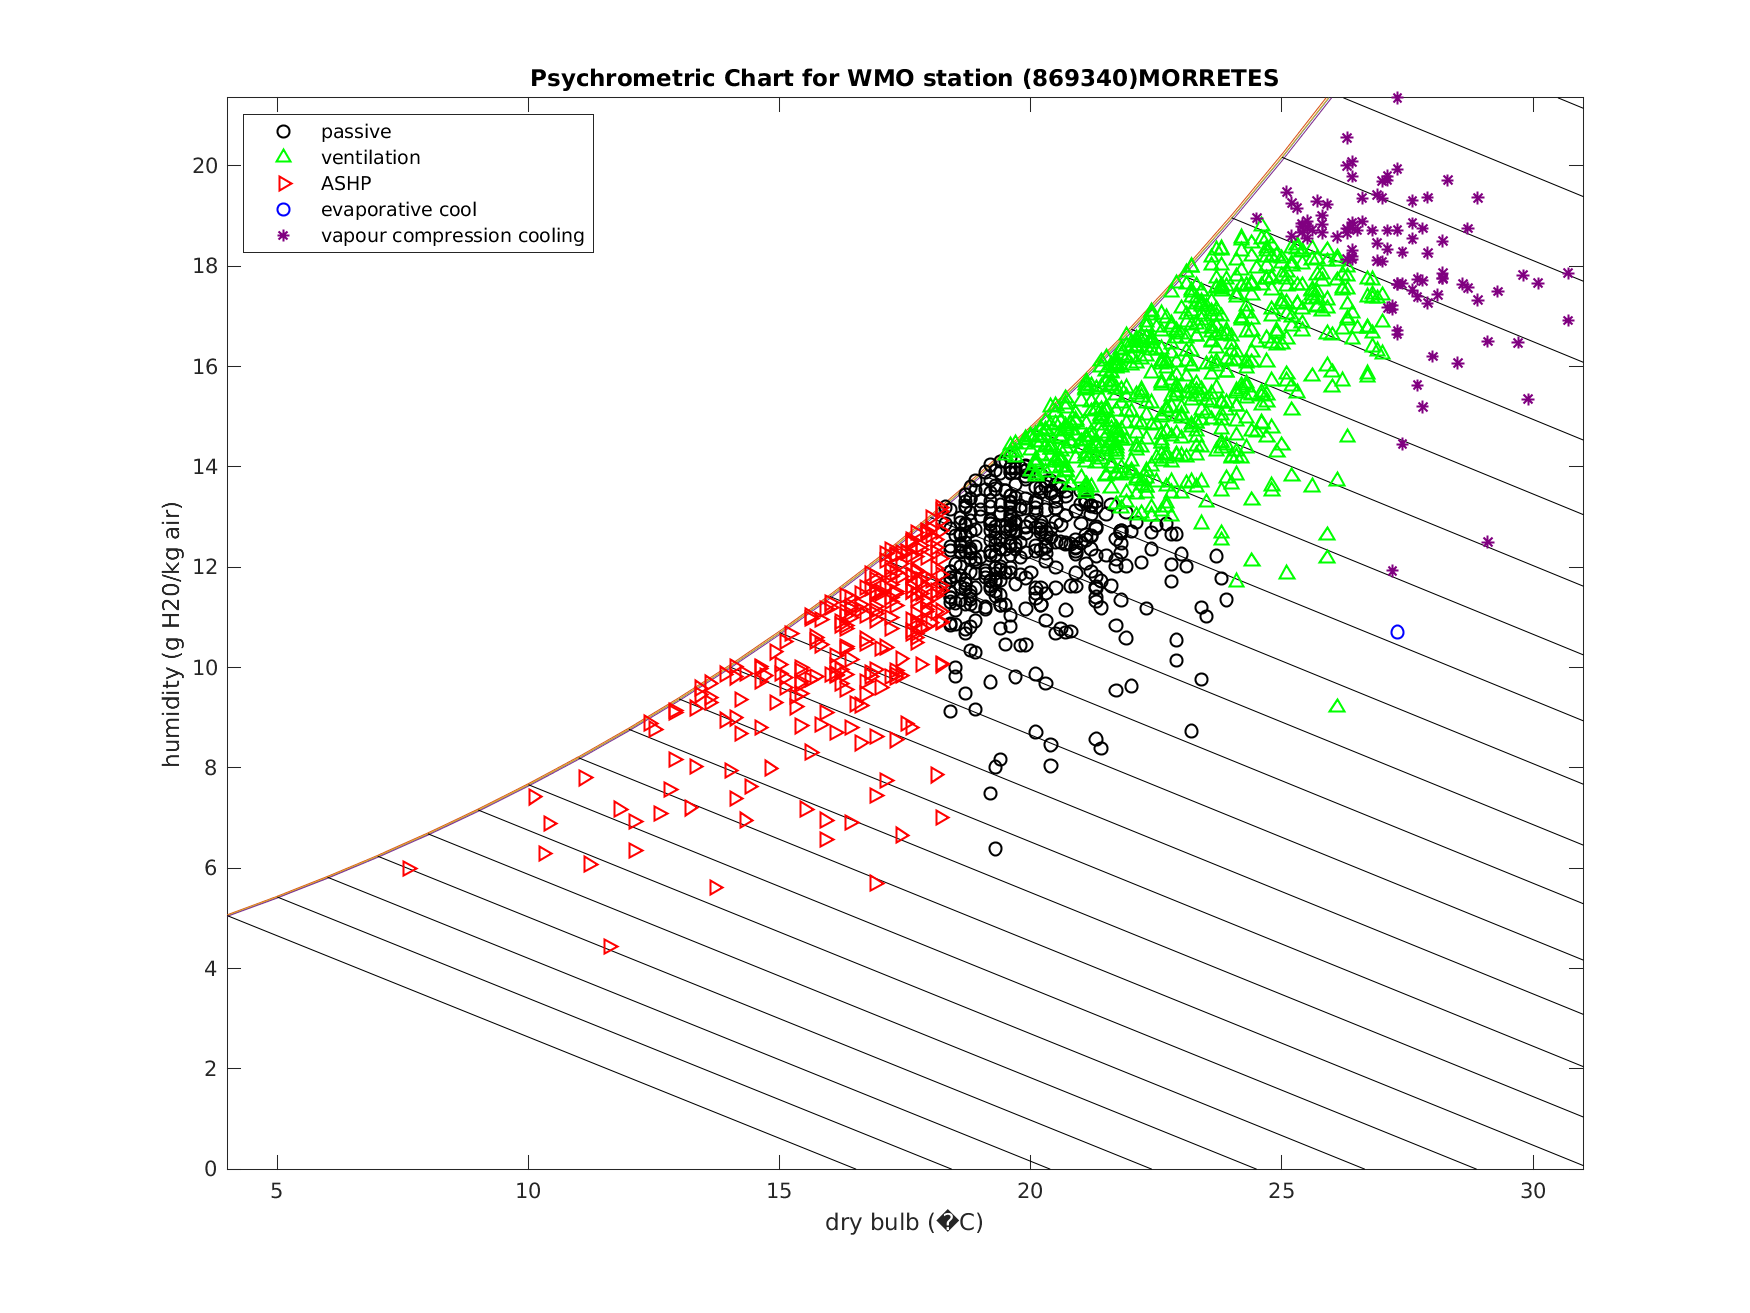 Psychrometric Chart for WMO station (869340)MORRETES
passive
ventilation
ASHP
evaporative cool
vapour compression cooling
humidity (g H20/kg air)
20
18
16
14
12
10
8
6
4
2
0
5 10 15 20 25 30
dry bulb (�C)